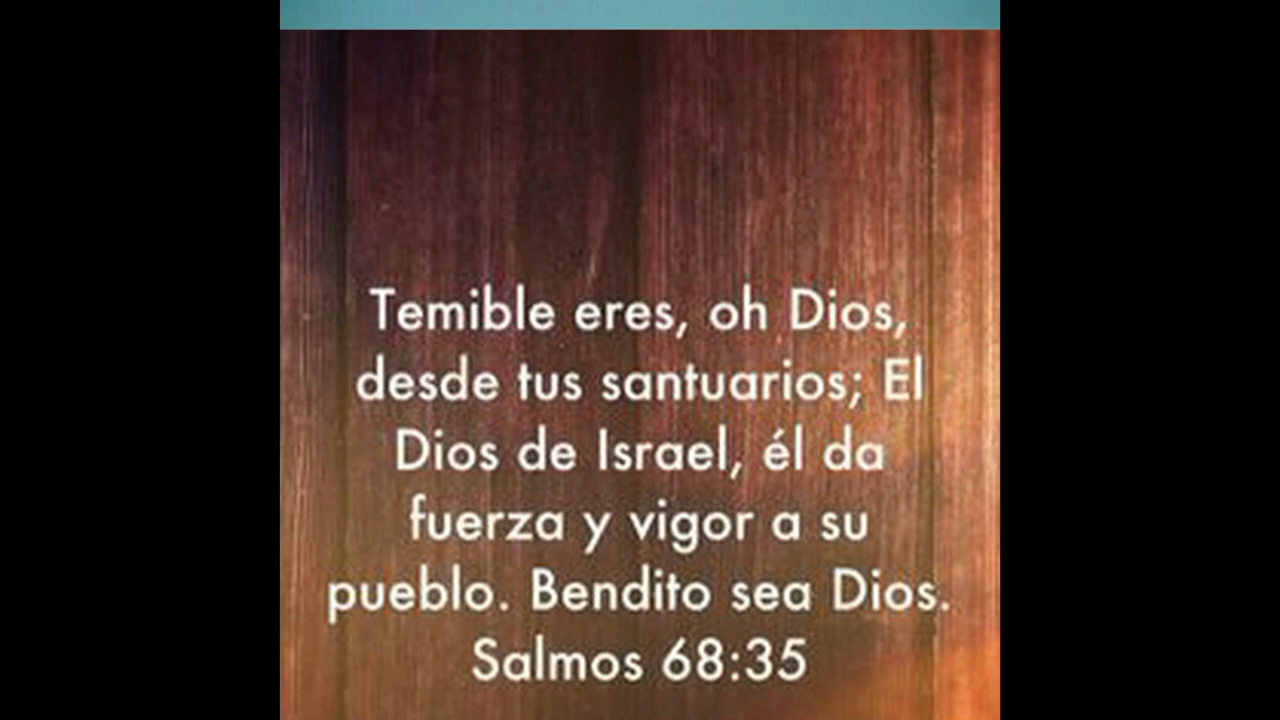 Temible eres, oh Dios,
desde tus santuarios; El
Dios de Israel, él da
fuerza y vigor a su
pueblo. Bendito sea Dios.
Salmos 68:35